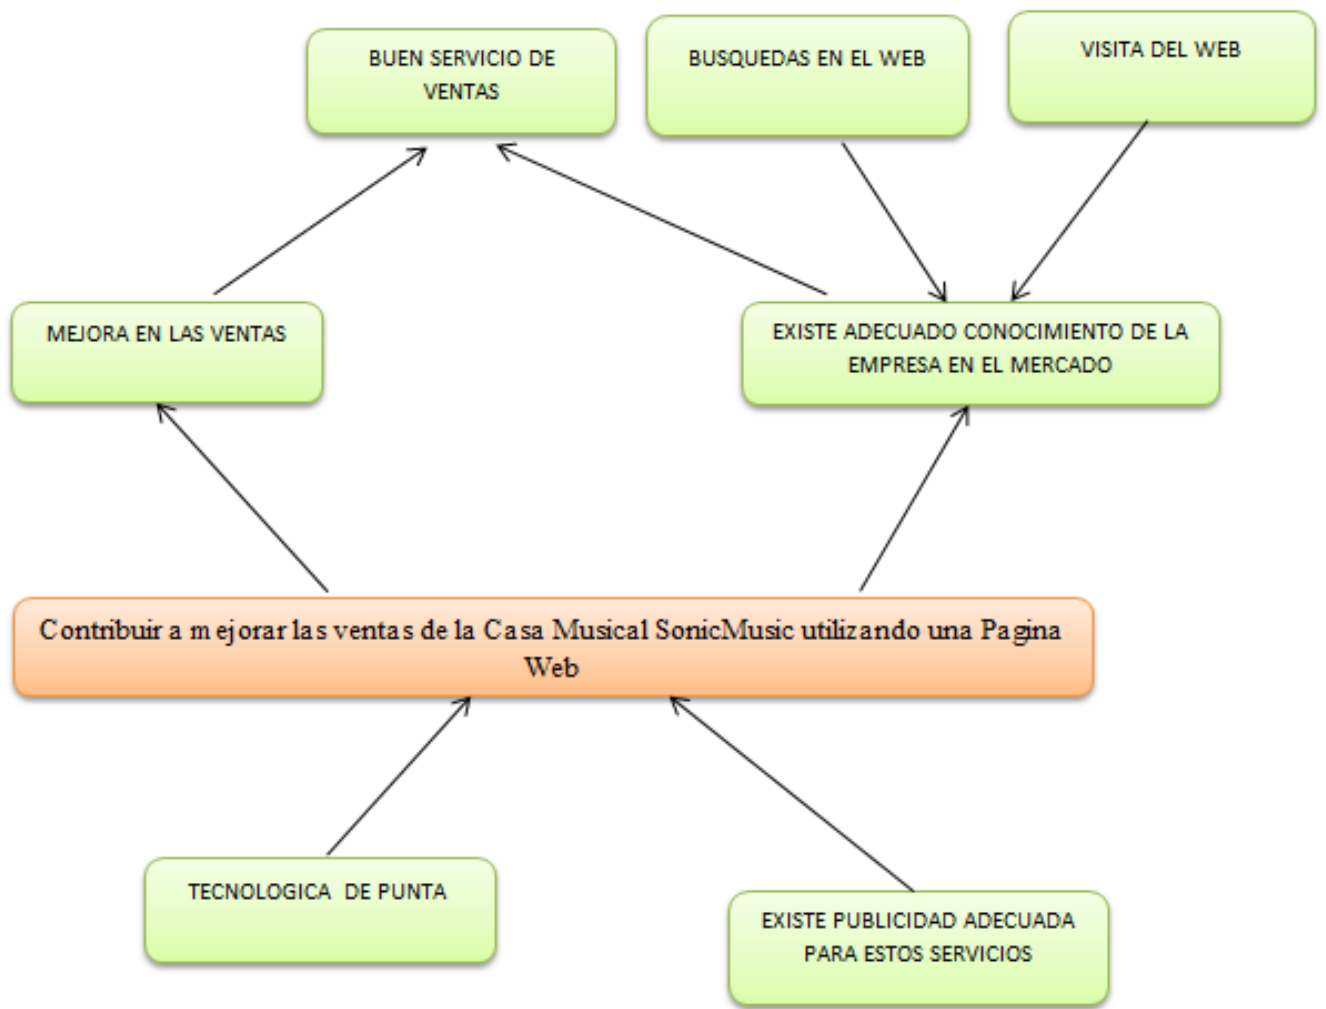 BUEN SERVICIO DE
VENTAS
BUSQUEDAS EN EL WEB
VISITA DEL WEB
MEJORA EN LAS VENTAS
EXISTE ADECUADO CONOCIMIENTO DE LA
EMPRESA EN EL MERCADO
Contribuir a mejorar las ventas de la Casa Musical SonicMusic utilizando una Pagina
Web
TECNOLOGICA DE PUNTA
EXISTE PUBLICIDAD ADECUADA
PARA ESTOS SERVICIOS